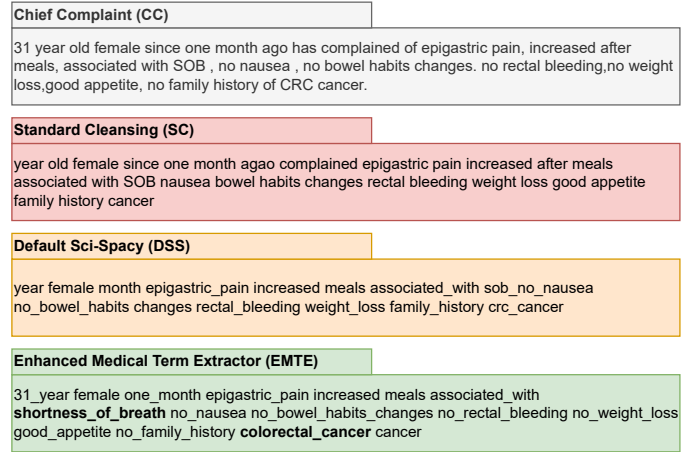 Chief Complaint (CC)
31 year old female since one month ago has complained of epigastric pain, increased after
meals, associated with SOB , no nausea , no bowel habits changes. no rectal bleeding,no weight
loss,good appetite, no family history of CRC cancer.
Standard Cleansing (SC)
year old female since one month agao complained epigastric pain increased after meals
associated with SOB nausea bowel habits changes rectal bleeding weight loss good appetite
family history cancer
Default Sci-Spacy (DSS)
year female month epigastric_pain increased meals associated_with sob_no_nausea
no_bowel_habits changes rectal_bleeding weight_loss family_history crc_cancer
Enhanced Medical Term Extractor (EMTE)
31_year female one_month epigastric_pain increased meals associated_with
shortness_of_breath no_nausea no_bowel_habits_changes no_rectal_bleeding no_weight_loss
good_appetite no_family_history colorectal_cancer cancer